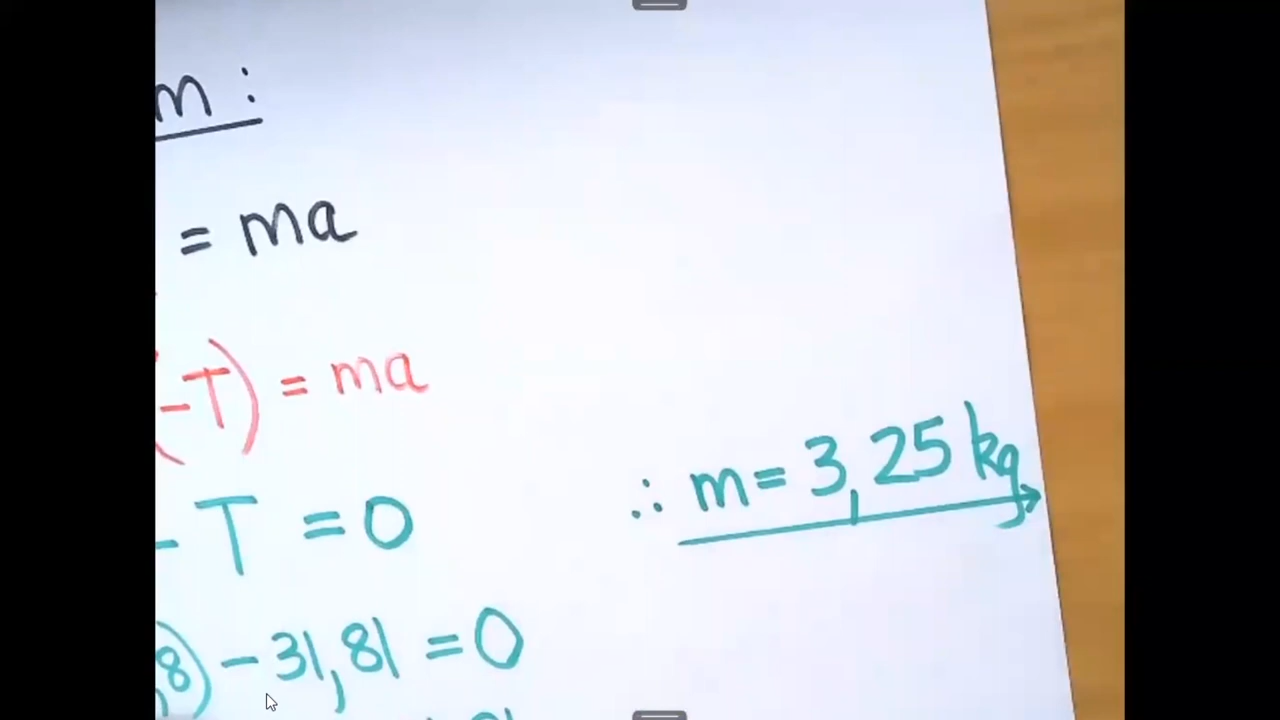 m :
= ma
(-T) = ma
- T = 0
∴ m = 3,25 kg
,8) - 31,81 = 0